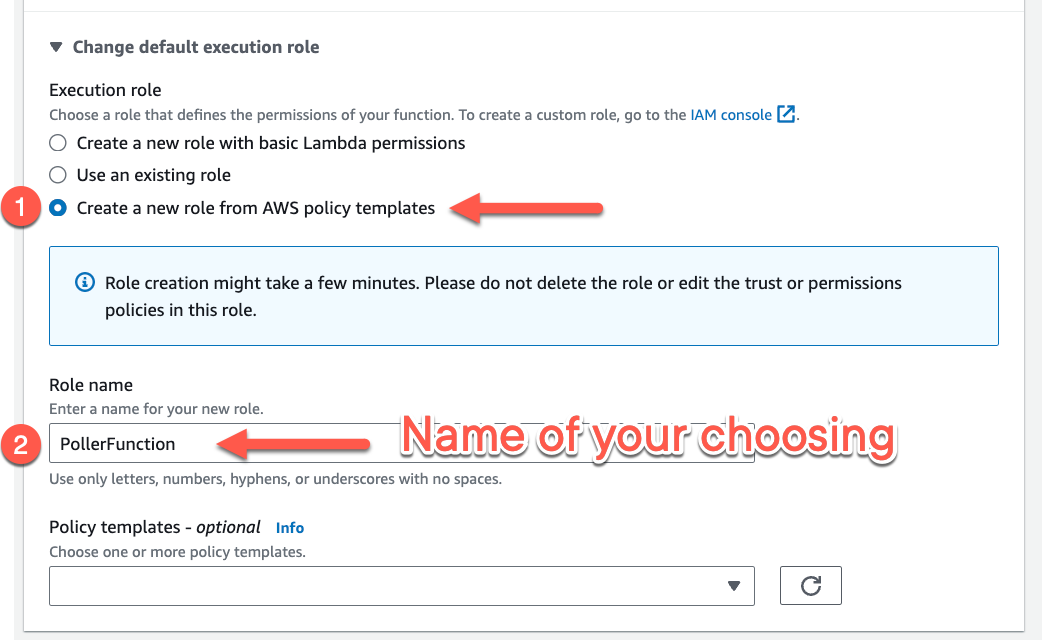 Change default execution role
Execution role
Choose a role that defines the permissions of your function. To create a custom role, go to the IAM console.
Create a new role with basic Lambda permissions
Use an existing role
1 Create a new role from AWS policy templates
Role creation might take a few minutes. Please do not delete the role or edit the trust or permissions
policies in this role.
Role name
Enter a name for your new role.
2 PollerFunction Name of your choosing
Use only letters, numbers, hyphens, or underscores with no spaces.
Policy templates - optional Info
Choose one or more policy templates.